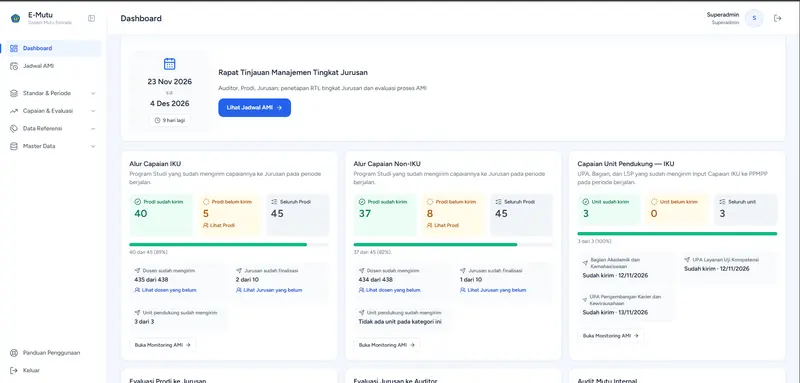 E-Mutu
Sistem Mutu Polinela
Dashboard
Superadmin
Superadmin
S
Dashboard
Jadwal AMI
Standar & Periode
Capaian & Evaluasi
Data Referensi
Master Data
Panduan Penggunaan
Keluar
23 Nov 2026
s.d
4 Des 2026
9 hari lagi
Rapat Tinjauan Manajemen Tingkat Jurusan
Auditor, Prodi, Jurusan: penetapan RTL tingkat Jurusan dan evaluasi proses AMI
Lihat Jadwal AMI →
Alur Capaian IKU
Program Studi yang sudah mengirim capaiannya ke Jurusan pada periode
berjalan.
Prodi sudah kirim
40
Prodi belum kirim
5
Lihat Prodi
Seluruh Prodi
45
40 dari 45 (89%)
Dosen sudah mengirim
435 dari 438
Lihat dosen yang belum
Jurusan sudah finalisasi
2 dari 10
Lihat Jurusan yang belum
Unit pendukung sudah mengirim
3 dari 3
Buka Monitoring AMI →
Alur Capaian Non-IKU
Program Studi yang sudah mengirim capaiannya ke Jurusan pada periode
berjalan.
Prodi sudah kirim
37
Prodi belum kirim
8
Lihat Prodi
Seluruh Prodi
45
37 dari 45 (82%)
Dosen sudah mengirim
434 dari 438
Lihat dosen yang belum
Jurusan sudah finalisasi
1 dari 10
Lihat Jurusan yang belum
Unit pendukung sudah mengirim
Tidak ada unit pada kategori ini
Buka Monitoring AMI →
Capaian Unit Pendukung — IKU
UPA, Bagian, dan LSP yang sudah mengirim Input Capaian IKU ke PPMPP
pada periode berjalan.
Unit sudah kirim
3
Unit belum kirim
0
Seluruh unit
3
3 dari 3 (100%)
Bagian Akademik dan
Kemahasiswaan
Sudah kirim · 12/11/2026
UPA Layanan Uji Kompetensi
Sudah kirim · 12/11/2026
UPA Pengembangan Karier dan
Kewirausahaan
Sudah kirim · 13/11/2026
Buka Monitoring AMI →
Evaluasi Prodi ke Jurusan
Evaluasi Jurusan ke Auditor
Audit Mutu Internal